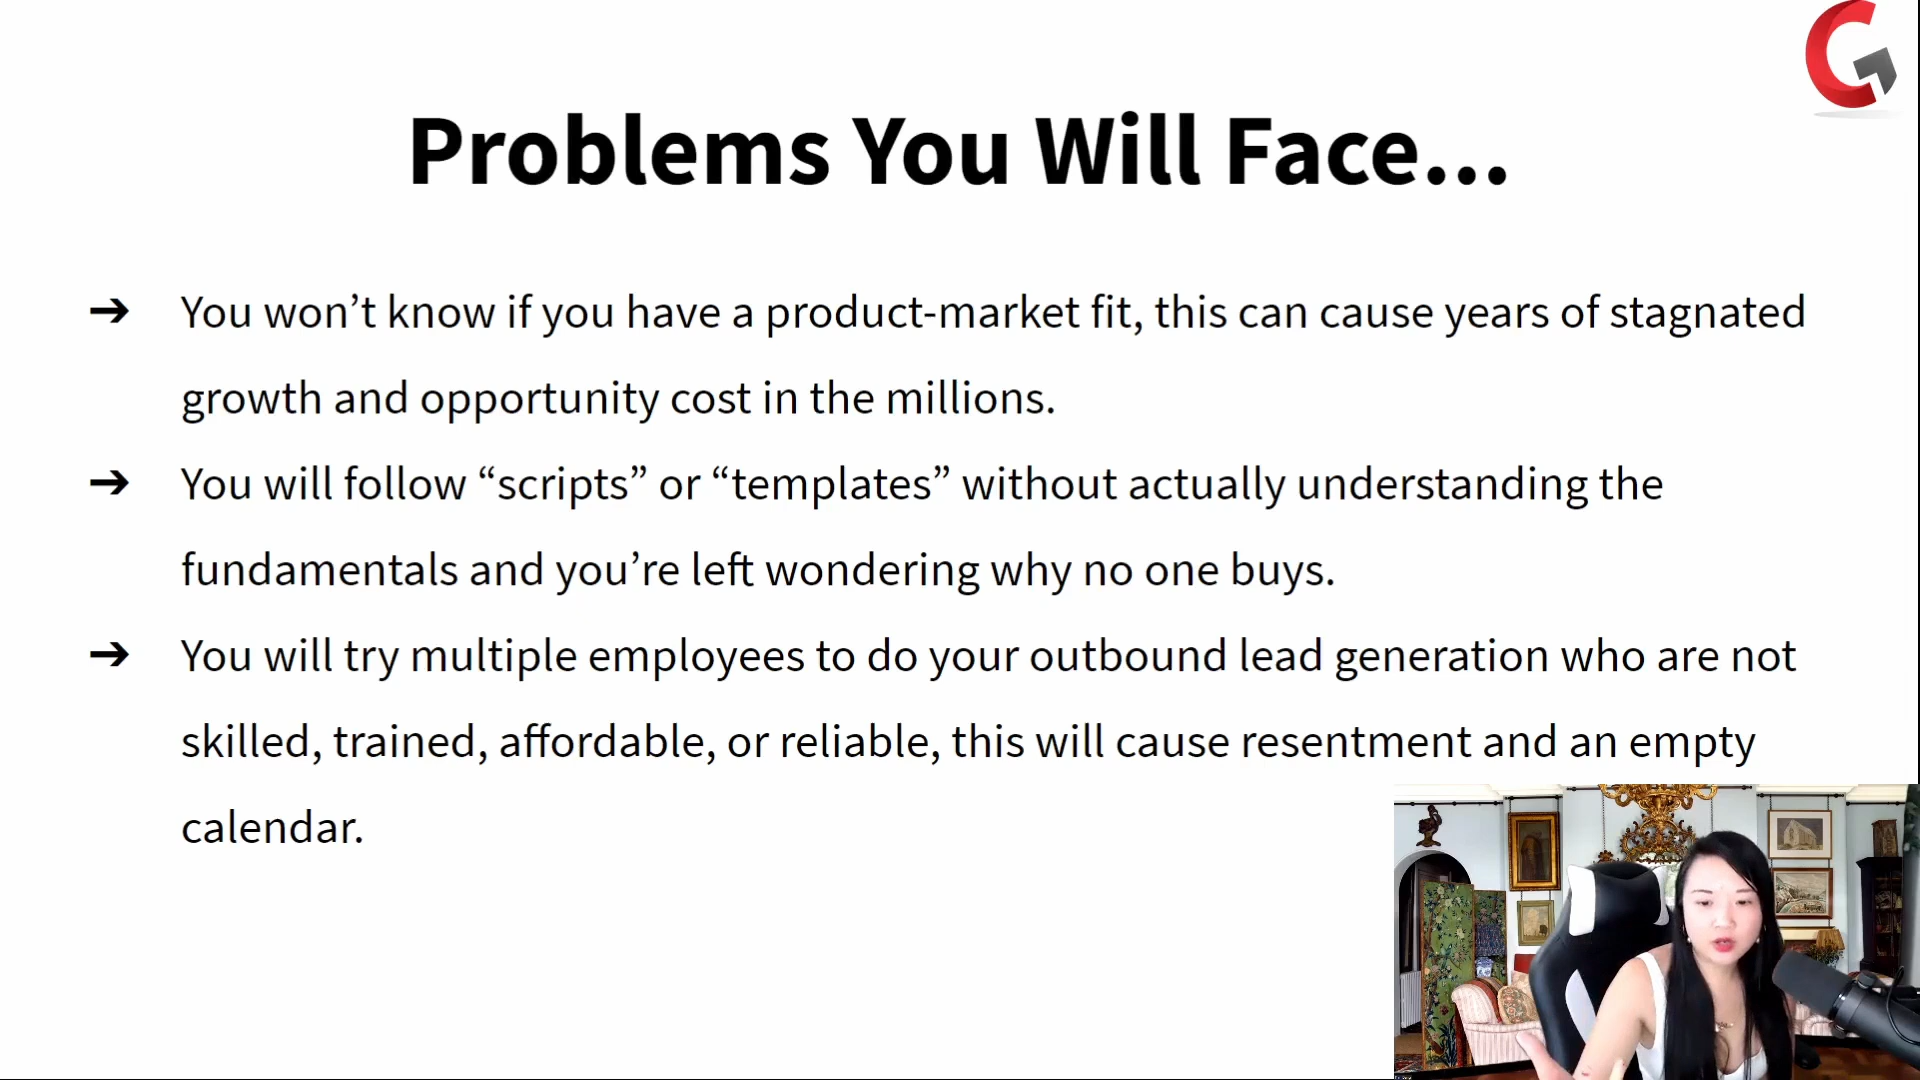 Problems You Will Face...
➔ You won’t know if you have a product-market fit, this can cause years of stagnated
growth and opportunity cost in the millions.
➔ You will follow “scripts” or “templates” without actually understanding the
fundamentals and you’re left wondering why no one buys.
➔ You will try multiple employees to do your outbound lead generation who are not
skilled, trained, affordable, or reliable, this will cause resentment and an empty
calendar.